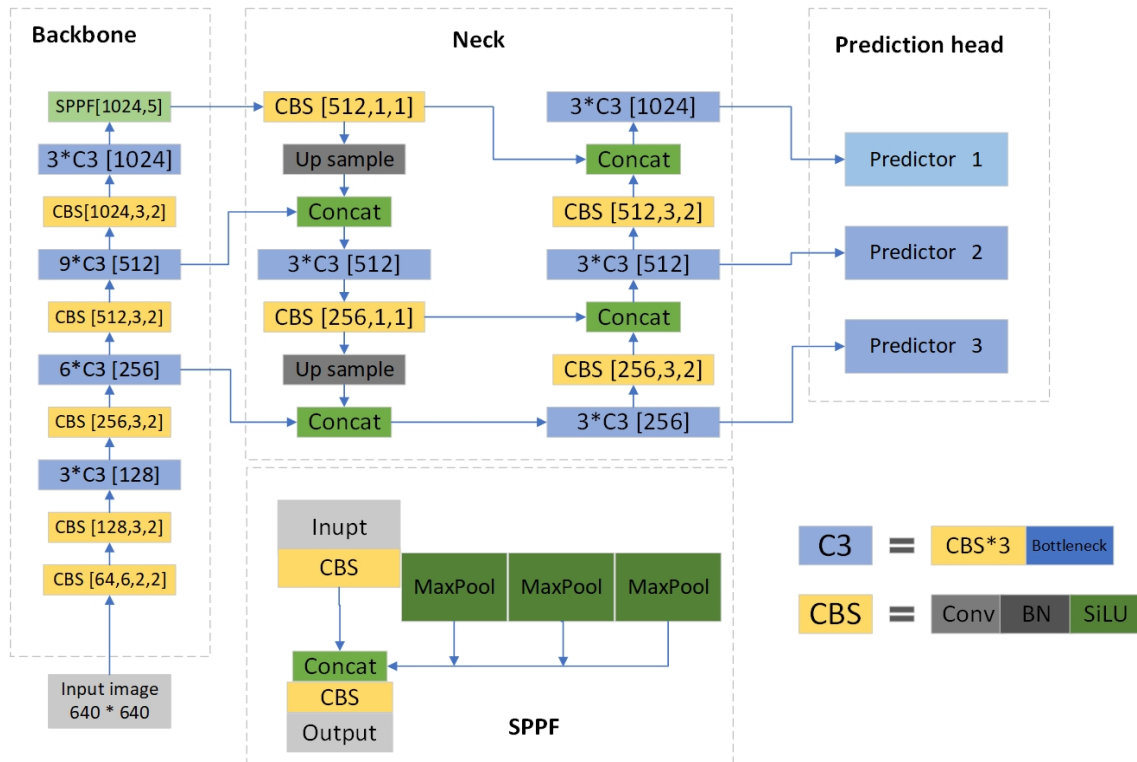 Backbone
SPPF[1024,5]
3*C3 [1024]
CBS[1024,3,2]
9*C3 [512]
CBS [512,3,2]
6*C3 [256]
CBS [256,3,2]
3*C3 [128]
CBS [128,3,2]
CBS [64,6,2,2]
Input image
640 * 640
Neck
CBS [512,1,1]
Up sample
Concat
3*C3 [512]
CBS [256,1,1]
Up sample
Concat
3*C3 [1024]
Concat
CBS [512,3,2]
3*C3 [512]
Concat
CBS [256,3,2]
3*C3 [256]
Prediction head
Predictor 1
Predictor 2
Predictor 3
Inupt
CBS
MaxPool
MaxPool
MaxPool
Concat
CBS
Output
SPPF
C3 = CBS*3 Bottleneck
CBS = Conv BN SiLU